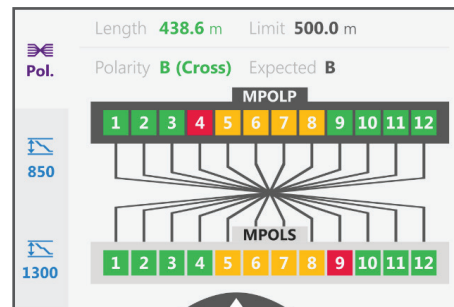 Length 438.6 m Limit 500.0 m
Pol.
Polarity B (Cross) Expected B
MPOLP
1 2 3 4 5 6 7 8 9 10 11 12
850
MPOLS
1 2 3 4 5 6 7 8 9 10 11 12
1300